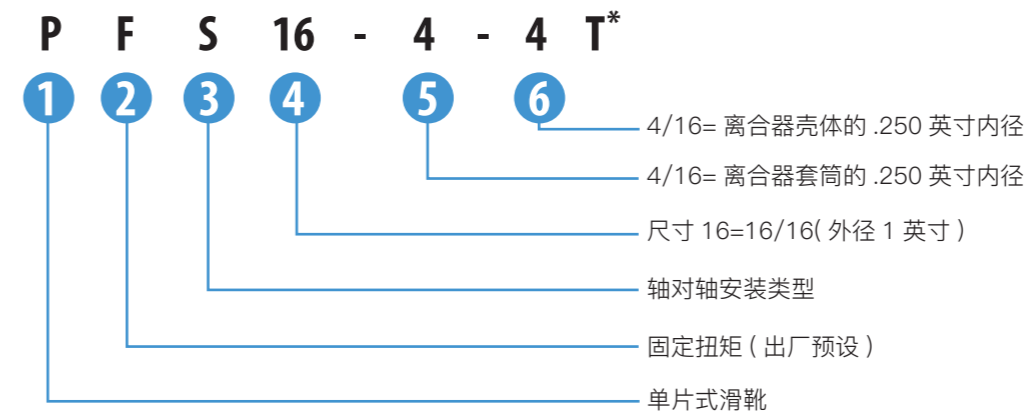 P F S 16 - 4 - 4 T*
1 2 3 4 5 6
4/16= 离合器壳体的 .250 英寸内径
4/16= 离合器套筒的 .250 英寸内径
尺寸 16=16/16( 外径 1 英寸 )
轴对轴安装类型
固定扭矩 ( 出厂预设 )
单片式滑靴